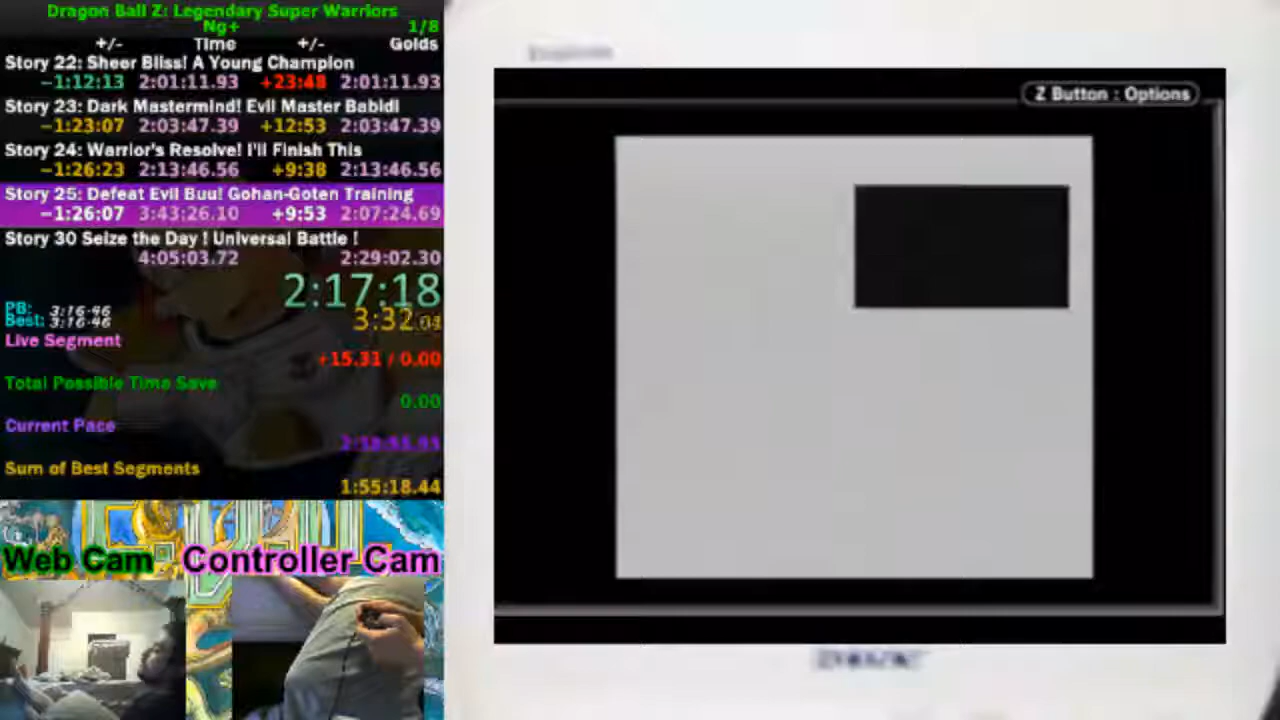 Dragon Ball Z: Legendary Super Warriors
Ng+ 1/8
+/- Time +/- Golds
Story 22: Sheer Bliss! A Young Champion
-1:12:13 2:01:11.93 +23:48 2:01:11.93
Story 23: Dark Mastermind! Evil Master Babidi
-1:23:07 2:03:47.39 +12:53 2:03:47.39
Story 24: Warrior's Resolve! I'll Finish This
-1:26:23 2:13:46.56 +9:38 2:13:46.56
Story 25: Defeat Evil Buu! Gohan-Goten Training
-1:26:07 3:43:26.10 +9:53 2:07:24.69
Story 30 Seize the Day ! Universal Battle !
4:05:03.72 2:29:02.30
2:17:18
PB: 3:16:46
Best: 3:16:46
Live Segment
+15.31 / 0.00
Total Possible Time Save
0.00
Current Pace
Sum of Best Segments
1:55:18.44
Web Cam Controller Cam
Z Button : Options